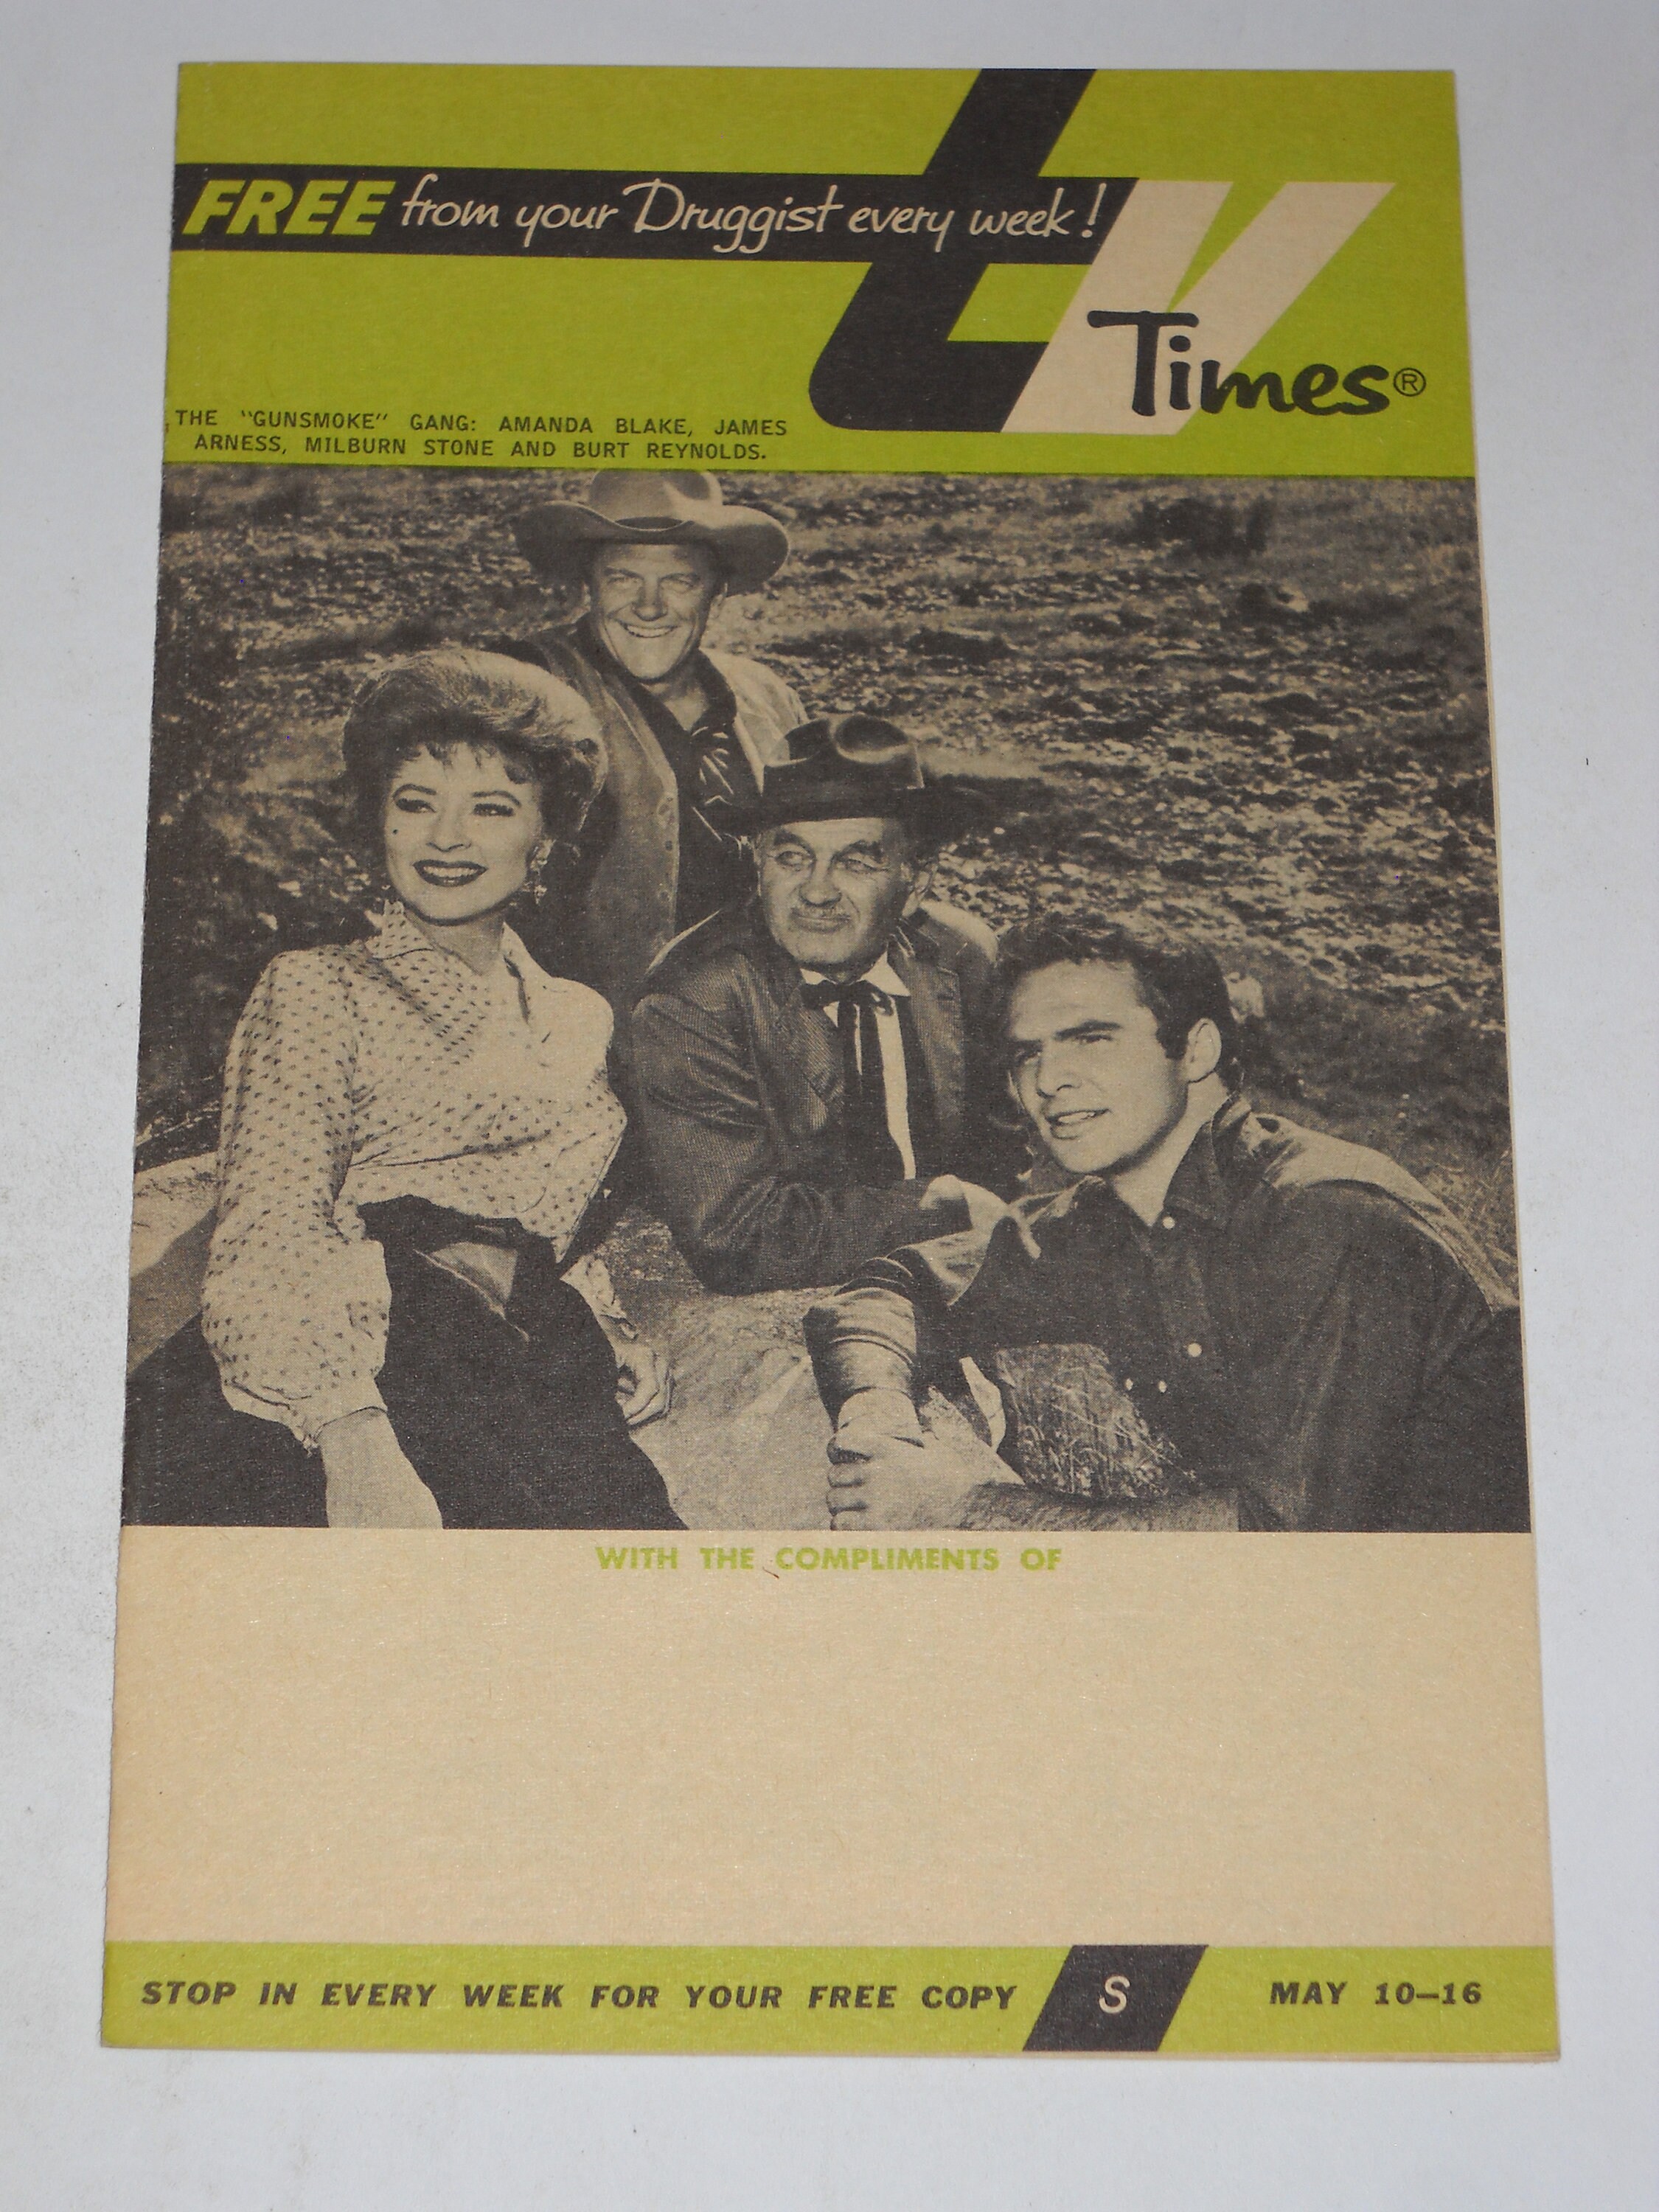 FREE from your Druggist every week!
tv
Times®
THE "GUNSMOKE" GANG: AMANDA BLAKE, JAMES
ARNESS, MILBURN STONE AND BURT REYNOLDS.
WITH THE COMPLIMENTS OF
STOP IN EVERY WEEK FOR YOUR FREE COPY S MAY 10–16